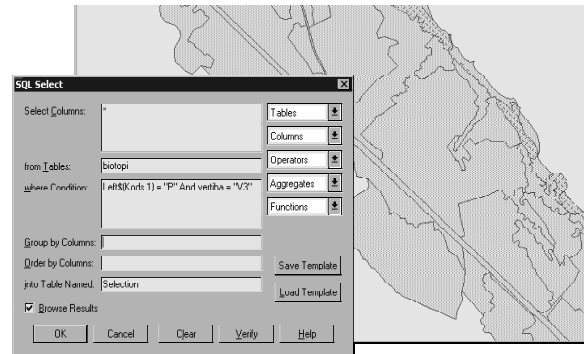 SQL Select
Select Columns: * Tables
Columns
from Tables: biotopi Operators
where Condition: Left$(Kods 1) = "P" And vertiba = "V3" Aggregates
Functions
Group by Columns:
Order by Columns: Save Template
into Table Named: Selection Load Template
Browse Results
OK Cancel Clear Verify Help